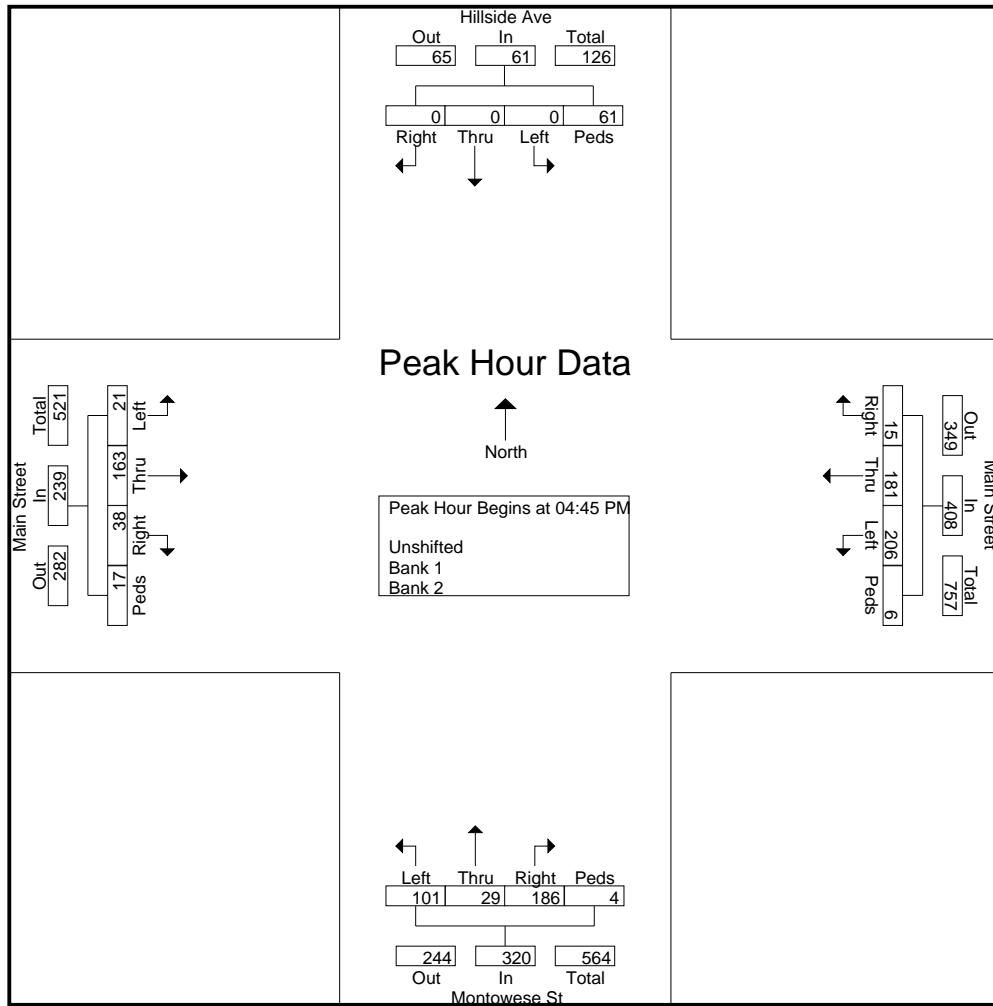 Hillside Ave
Out In Total
65 61 126
0 0 0 61
Right Thru Left Peds
Peak Hour Data
North
Peak Hour Begins at 04:45 PM
Unshifted
Bank 1
Bank 2
Main Street
Total In Out
521 239 282
21 163 38 17
Left Thru Right Peds
Right Thru Left Peds
15 181 206 6
Out In Total
349 408 757
Main Street
Left Thru Right Peds
101 29 186 4
244 320 564
Out In Total
Montowese St